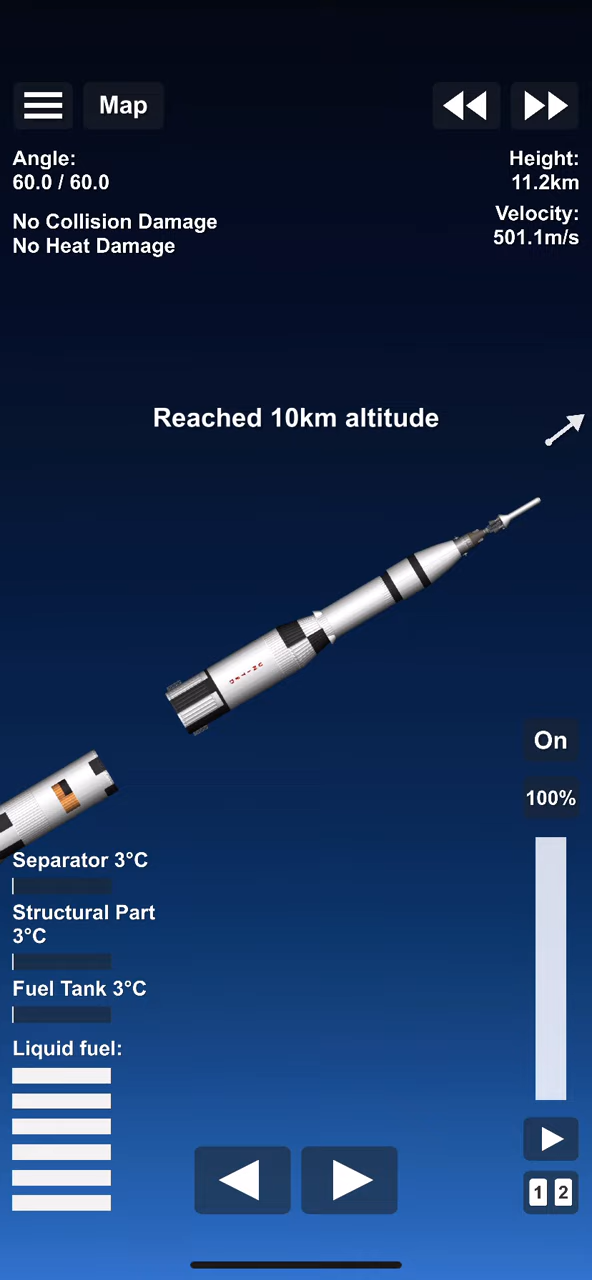 Map
Angle:
60.0 / 60.0
No Collision Damage
No Heat Damage
Height:
11.2km
Velocity:
501.1m/s
Reached 10km altitude
On
100%
Separator 3°C
Structural Part
3°C
Fuel Tank 3°C
Liquid fuel:
1 2